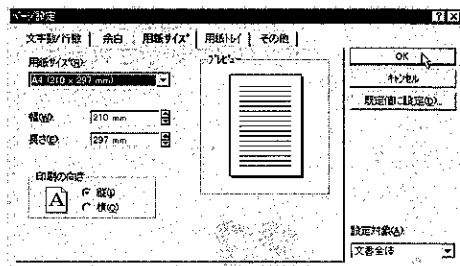 ページ設定
文字数/行数 余白 用紙サイズ 用紙トレイ その他
用紙サイズ(R):
A4 (210 x 297 mm)
幅(W): 210 mm
長さ(E): 297 mm
印刷の向き
A
縦(I)
横(C)
プレビュー
OK
キャンセル
既定値に設定(D)...
設定対象(A):
文書全体